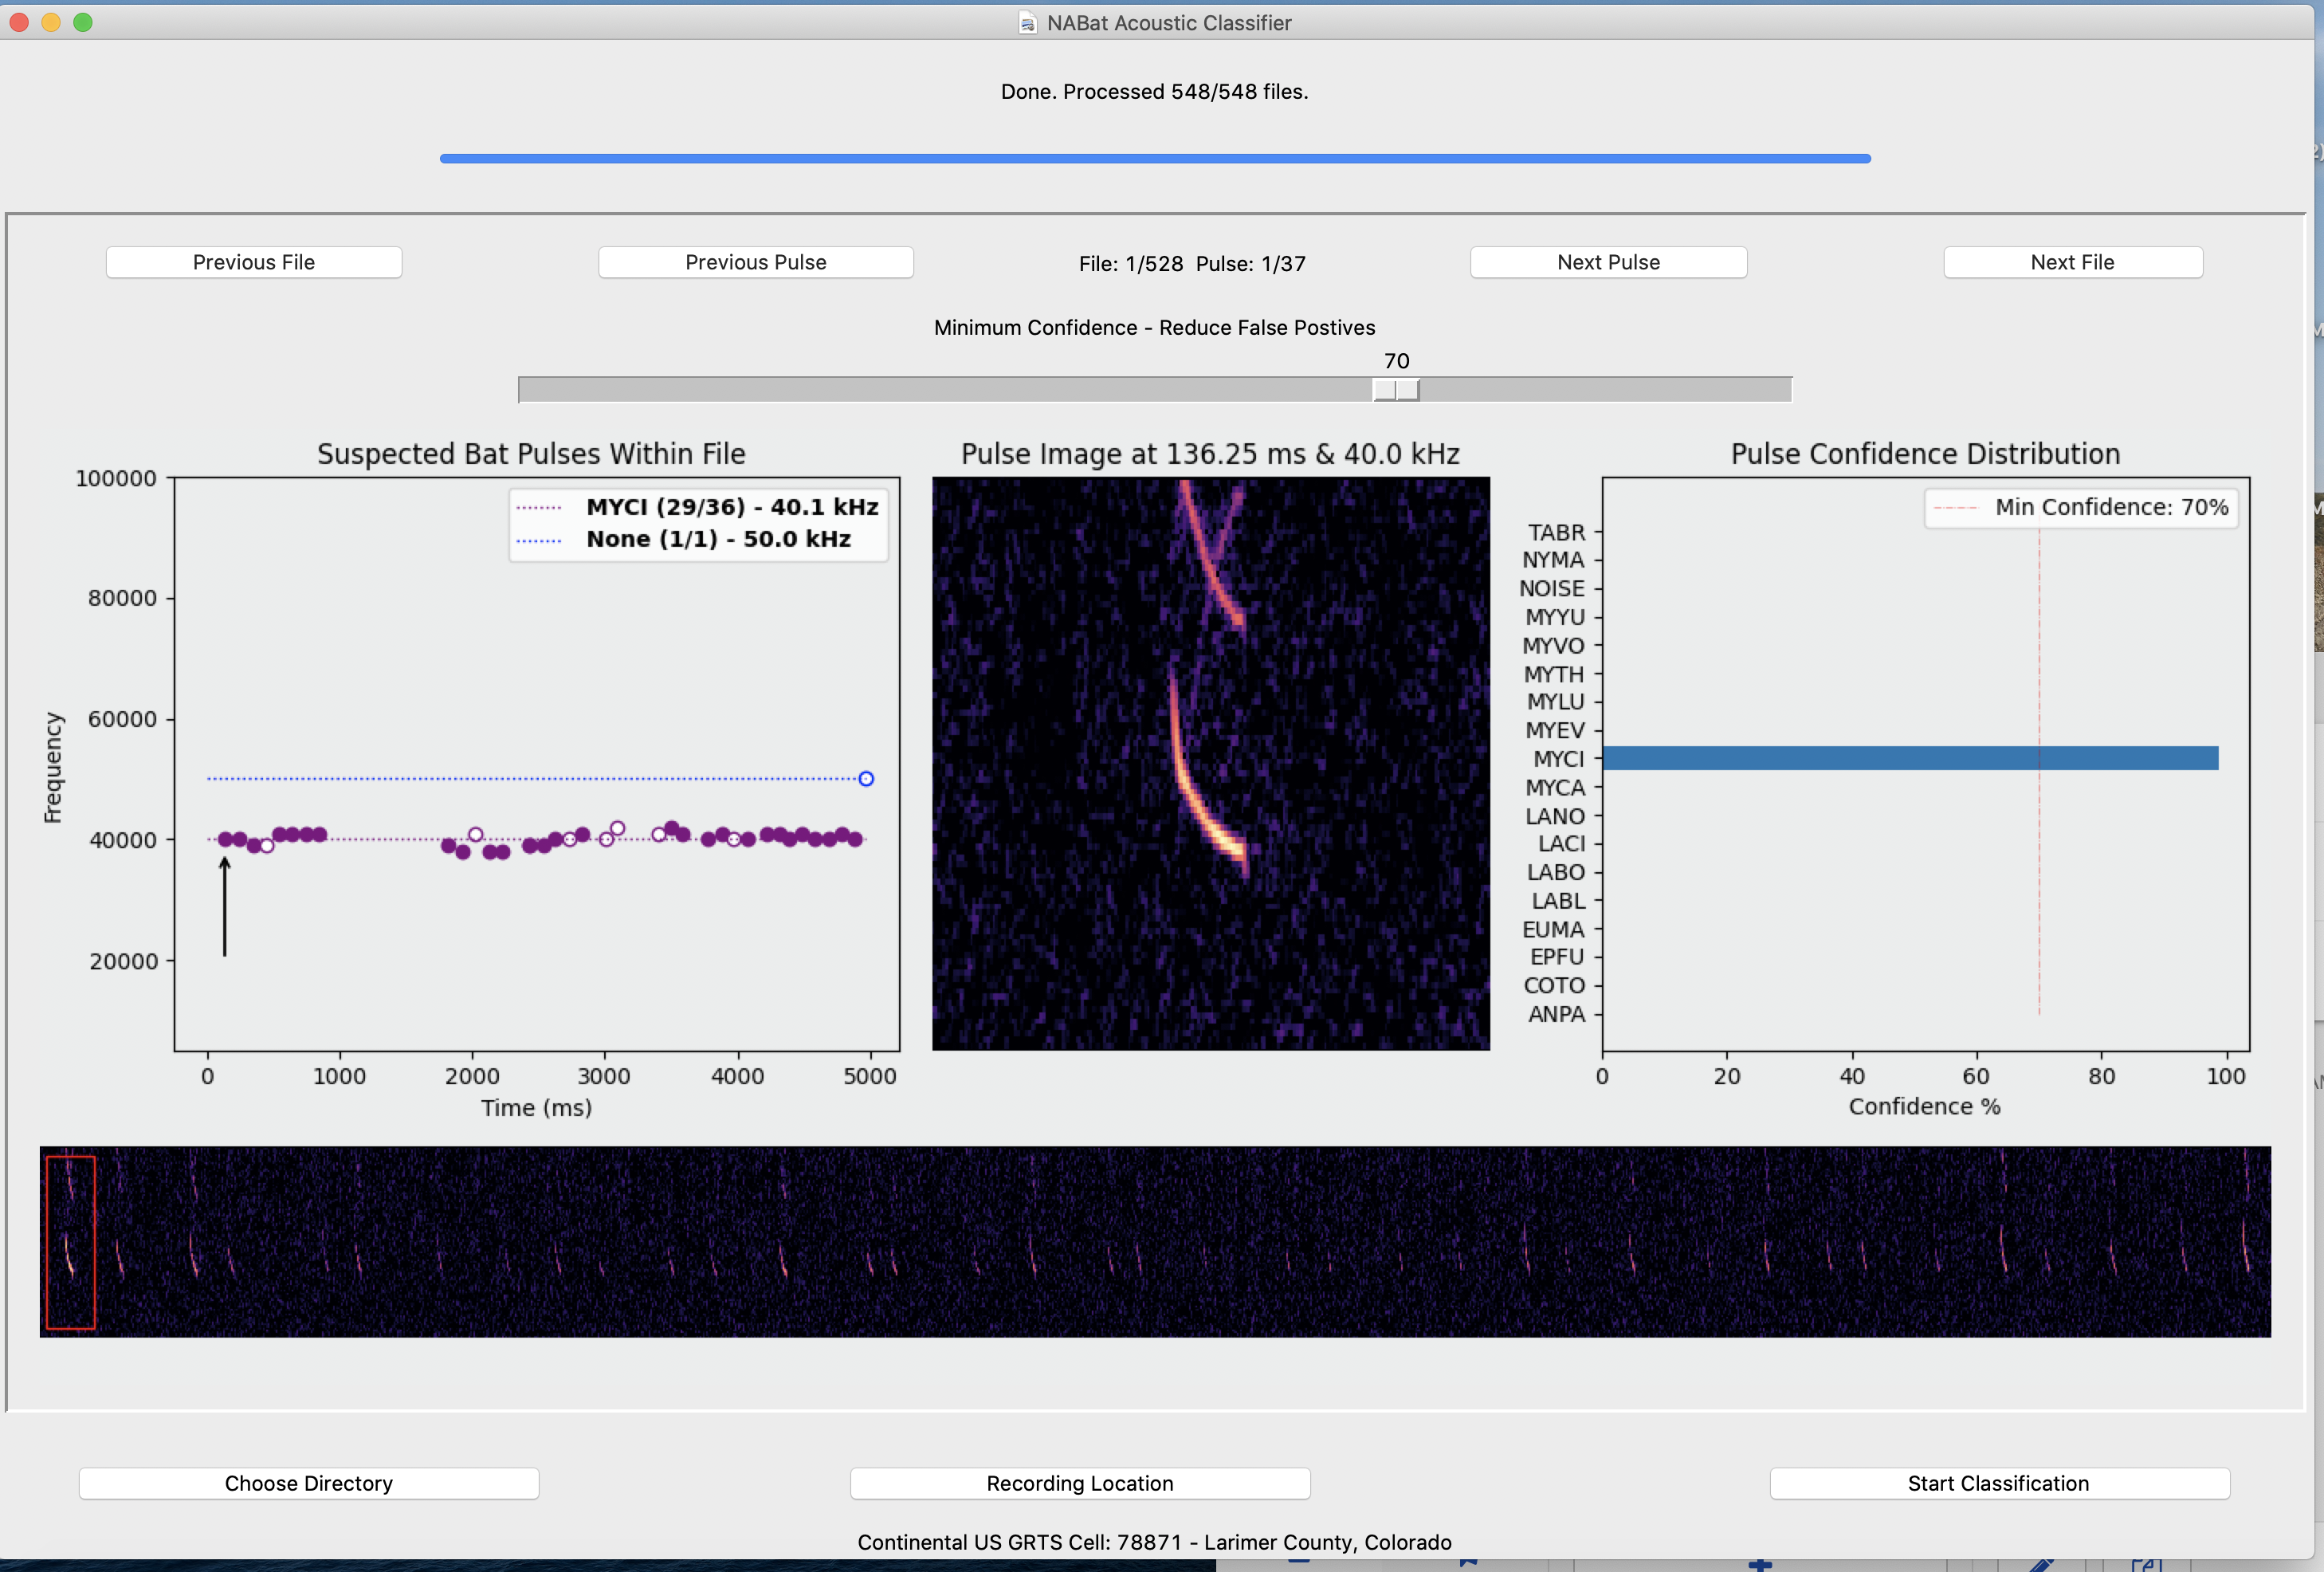 NABat Acoustic Classifier
Done. Processed 548/548 files.
Previous File
Previous Pulse
File: 1/528 Pulse: 1/37
Next Pulse
Next File
Minimum Confidence - Reduce False Postives
70
Suspected Bat Pulses Within File
100000
80000
60000
40000
20000
Frequency
MYCI (29/36) - 40.1 kHz
None (1/1) - 50.0 kHz
0 1000 2000 3000 4000 5000
Time (ms)
Pulse Image at 136.25 ms & 40.0 kHz
Pulse Confidence Distribution
Min Confidence: 70%
TABR
NYMA
NOISE
MYYU
MYVO
MYTH
MYLU
MYEV
MYCI
MYCA
LANO
LACI
LABO
LABL
EUMA
EPFU
COTO
ANPA
0 20 40 60 80 100
Confidence %
Choose Directory
Recording Location
Start Classification
Continental US GRTS Cell: 78871 - Larimer County, Colorado